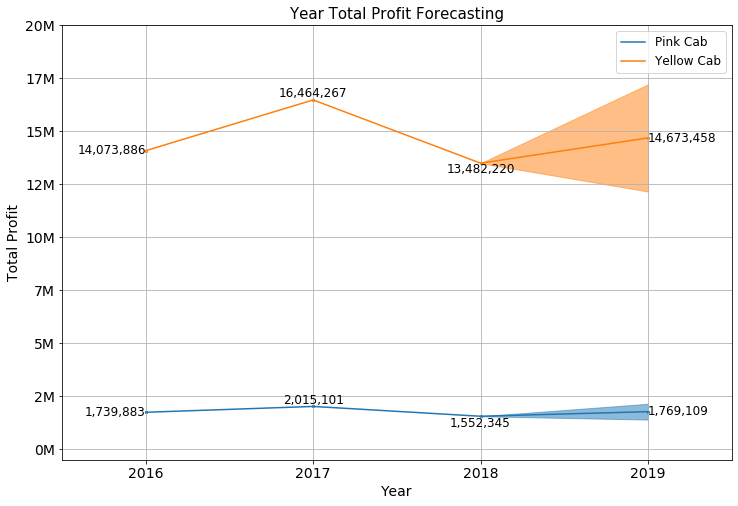 Year Total Profit Forecasting
Pink Cab
Yellow Cab
20M
17M
15M
12M
10M
7M
5M
2M
0M
Total Profit
14,073,886
16,464,267
13,482,220
14,673,458
1,739,883
2,015,101
1,552,345
1,769,109
2016
2017
2018
2019
Year